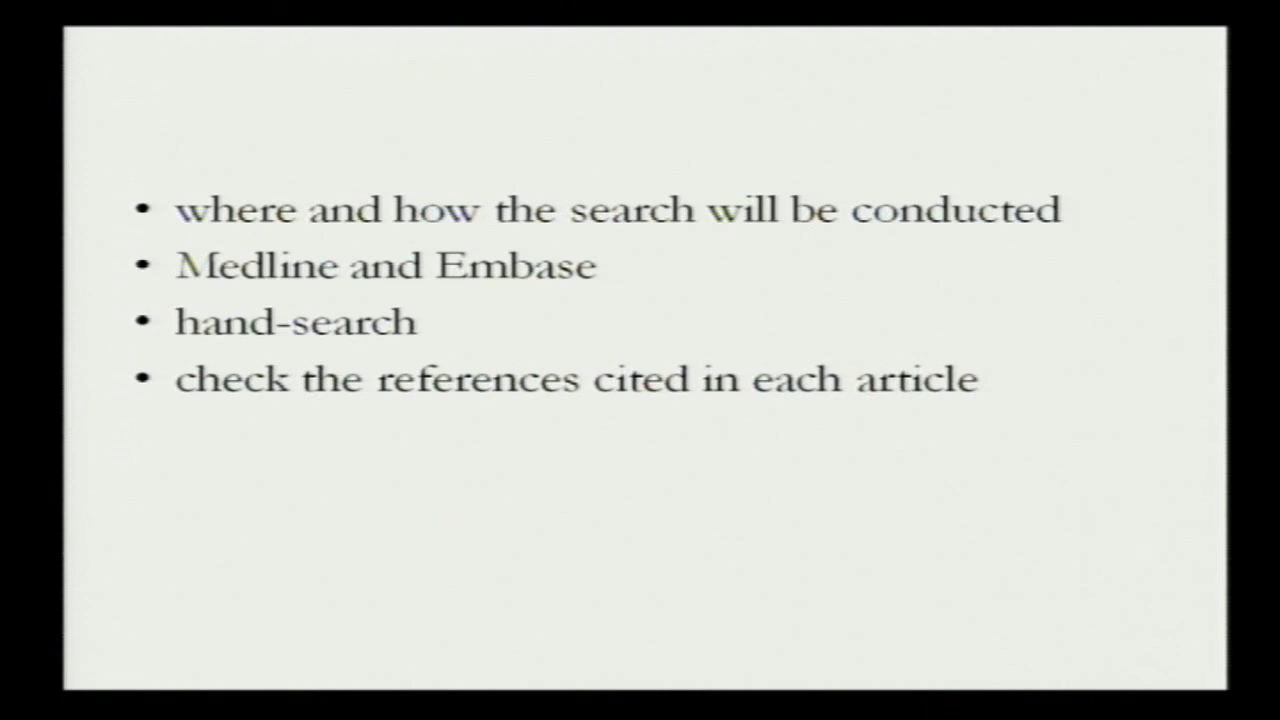 • where and how the search will be conducted
• Medline and Embase
• hand-search
• check the references cited in each article